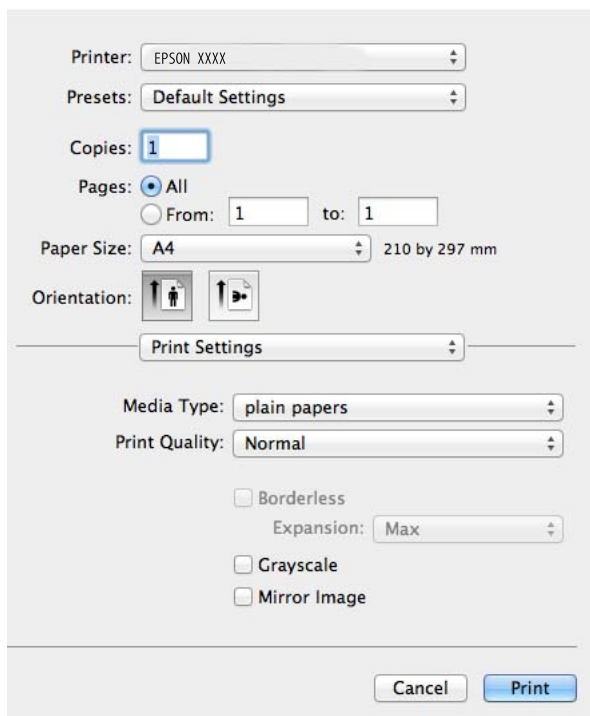 Printer: EPSON XXXX
Presets: Default Settings
Copies: 1
Pages: All
From: 1 to: 1
Paper Size: A4 210 by 297 mm
Orientation:
Print Settings
Media Type: plain papers
Print Quality: Normal
Borderless
Expansion: Max
Grayscale
Mirror Image
Cancel Print